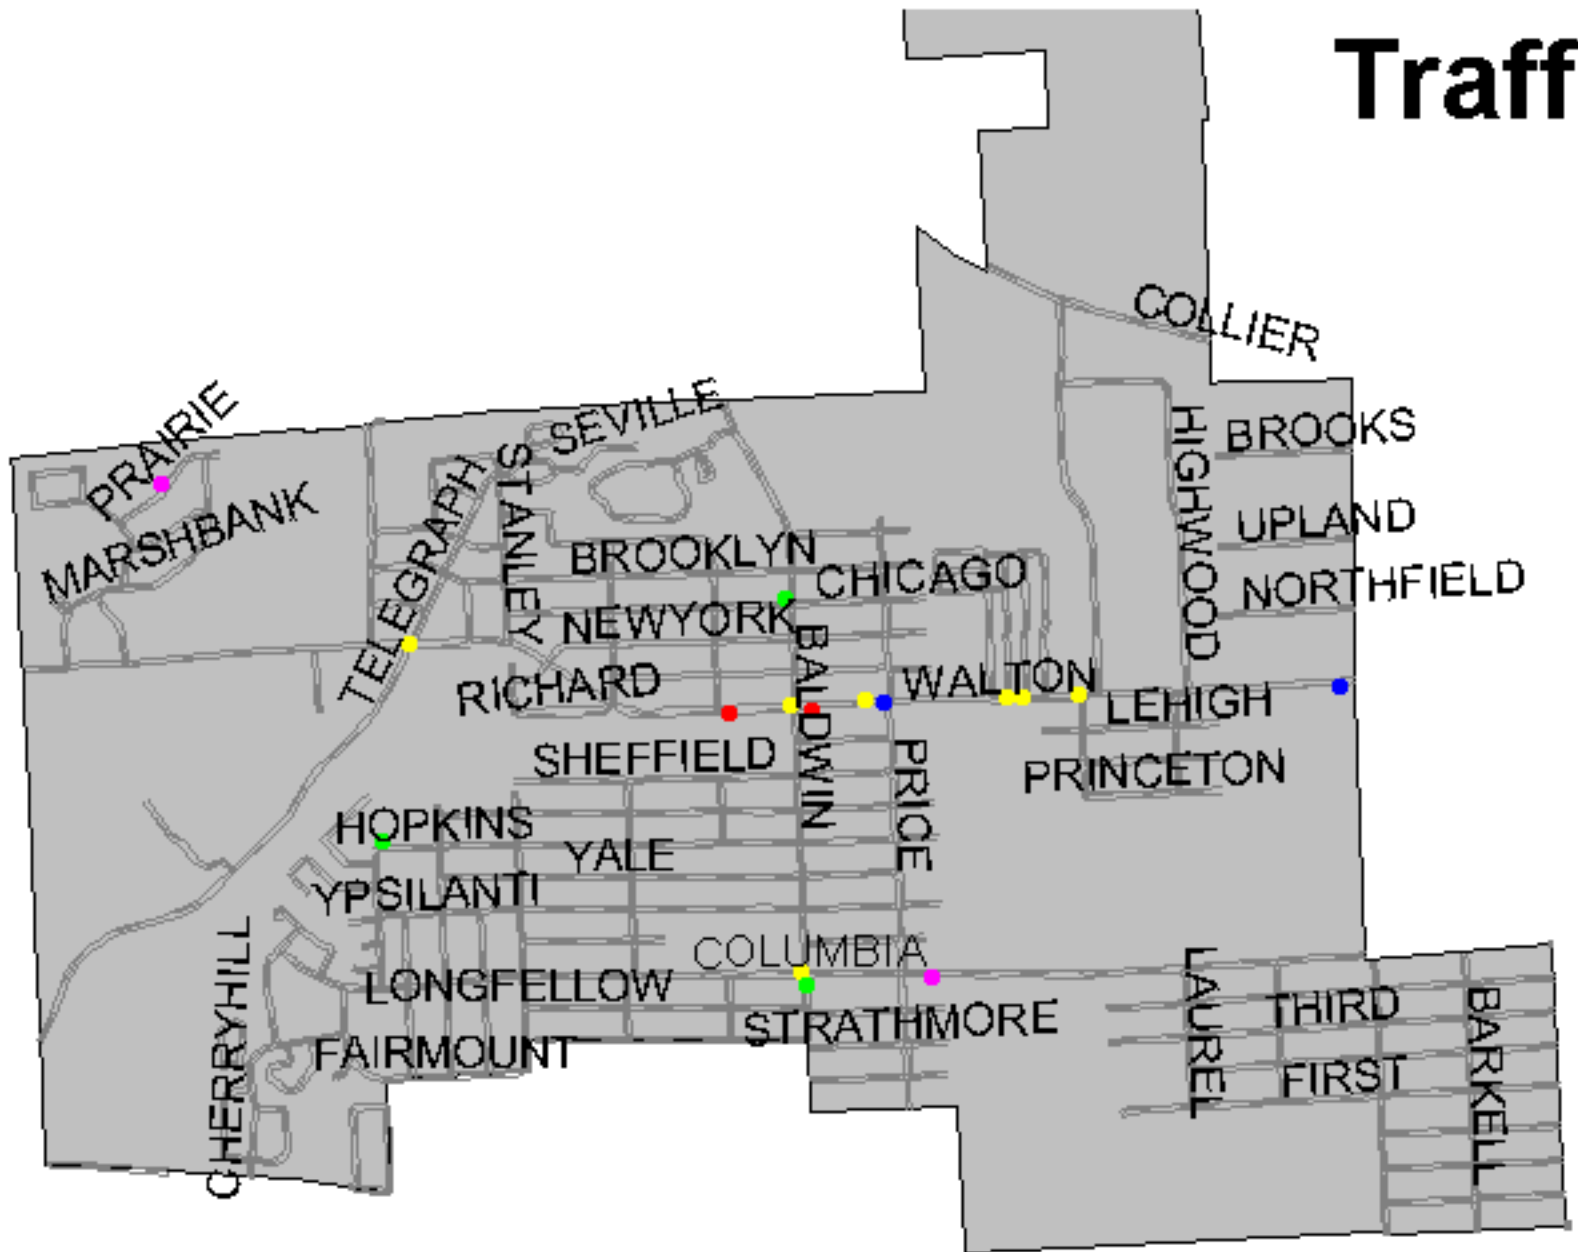 Traff
COLLIER
PRAIRIE
SEVILLE
BROOKS
MARSHBANK
TELEGRAPH
STANLEY
HIGHWOOD
UPLAND
BROOKLYN
CHICAGO
NORTHFIELD
NEWYORK
BALDWIN
RICHARD
WALTON
LEHIGH
SHEFFIELD
PRICE
PRINCETON
HOPKINS
YALE
YPSILANTI
CHERRYHILL
COLUMBIA
LONGFELLOW
LAUREL
THIRD
BARKELL
STRATHMORE
FAIRMOUNT
FIRST